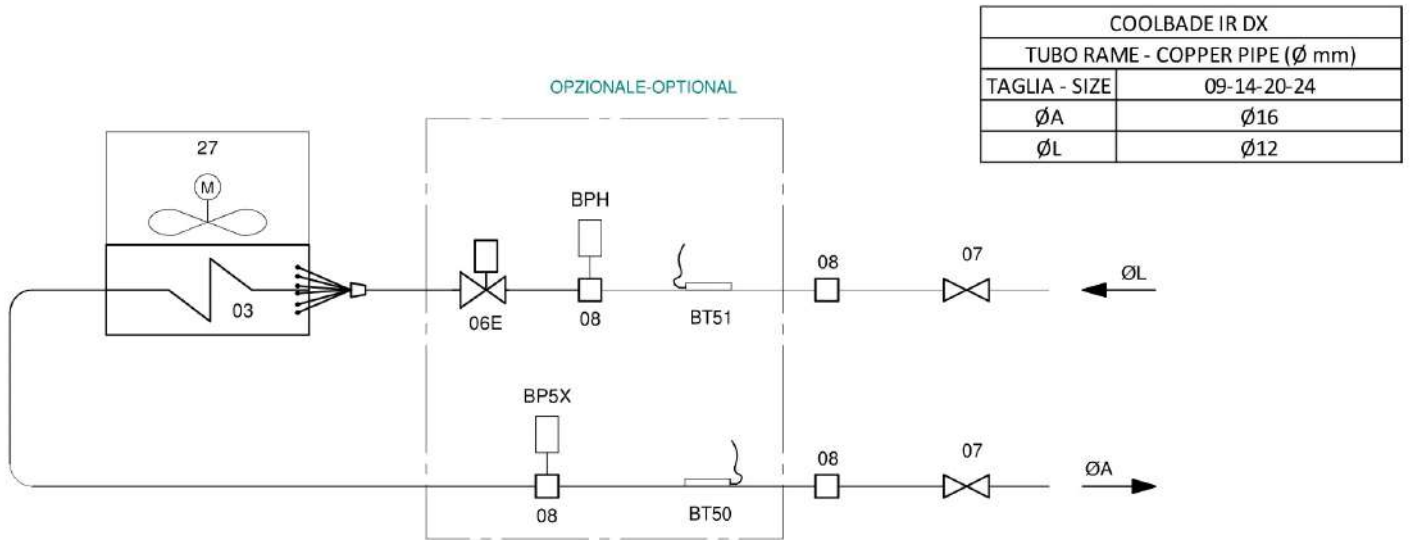 COOLBADE IR DX
TUBO RAME - COPPER PIPE (Ø mm)
TAGLIA - SIZE 09-14-20-24
ØA Ø16
ØL Ø12
OPZIONALE-OPTIONAL
27
M
BPH
08 07 ØL
03 06E 08 BT51
BP5X
08 07 ØA
08 BT50